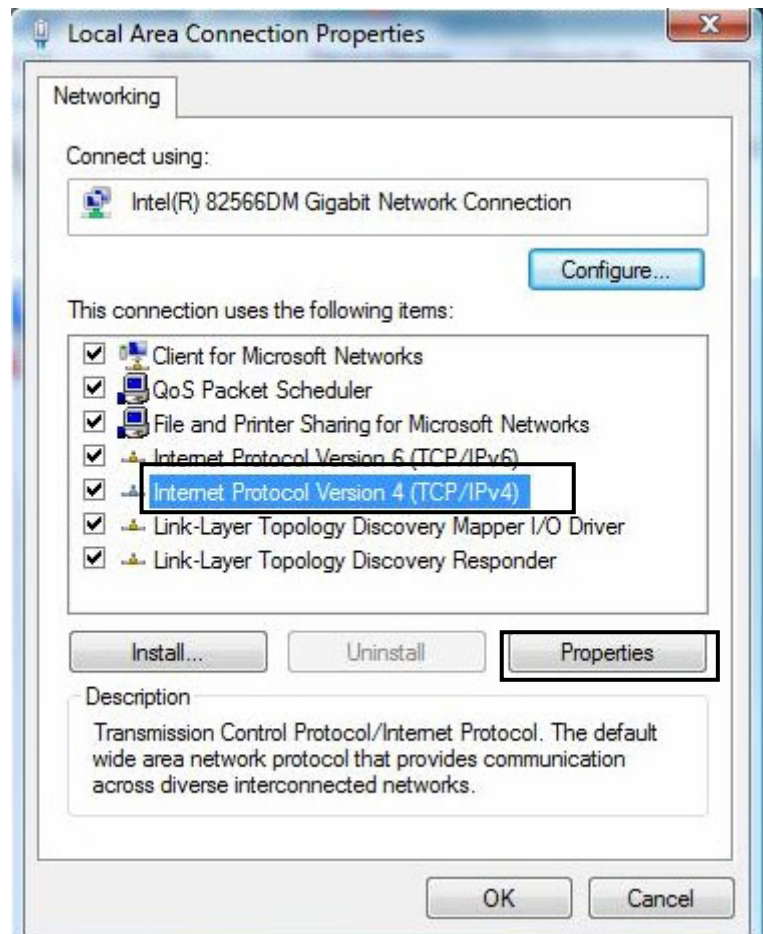 Local Area Connection Properties
Networking
Connect using:
Intel(R) 82566DM Gigabit Network Connection
Configure...
This connection uses the following items:
Client for Microsoft Networks
QoS Packet Scheduler
File and Printer Sharing for Microsoft Networks
Internet Protocol Version 6 (TCP/IPv6)
Internet Protocol Version 4 (TCP/IPv4)
Link-Layer Topology Discovery Mapper I/O Driver
Link-Layer Topology Discovery Responder
Install... Uninstall Properties
Description
Transmission Control Protocol/Internet Protocol. The default
wide area network protocol that provides communication
across diverse interconnected networks.
OK Cancel